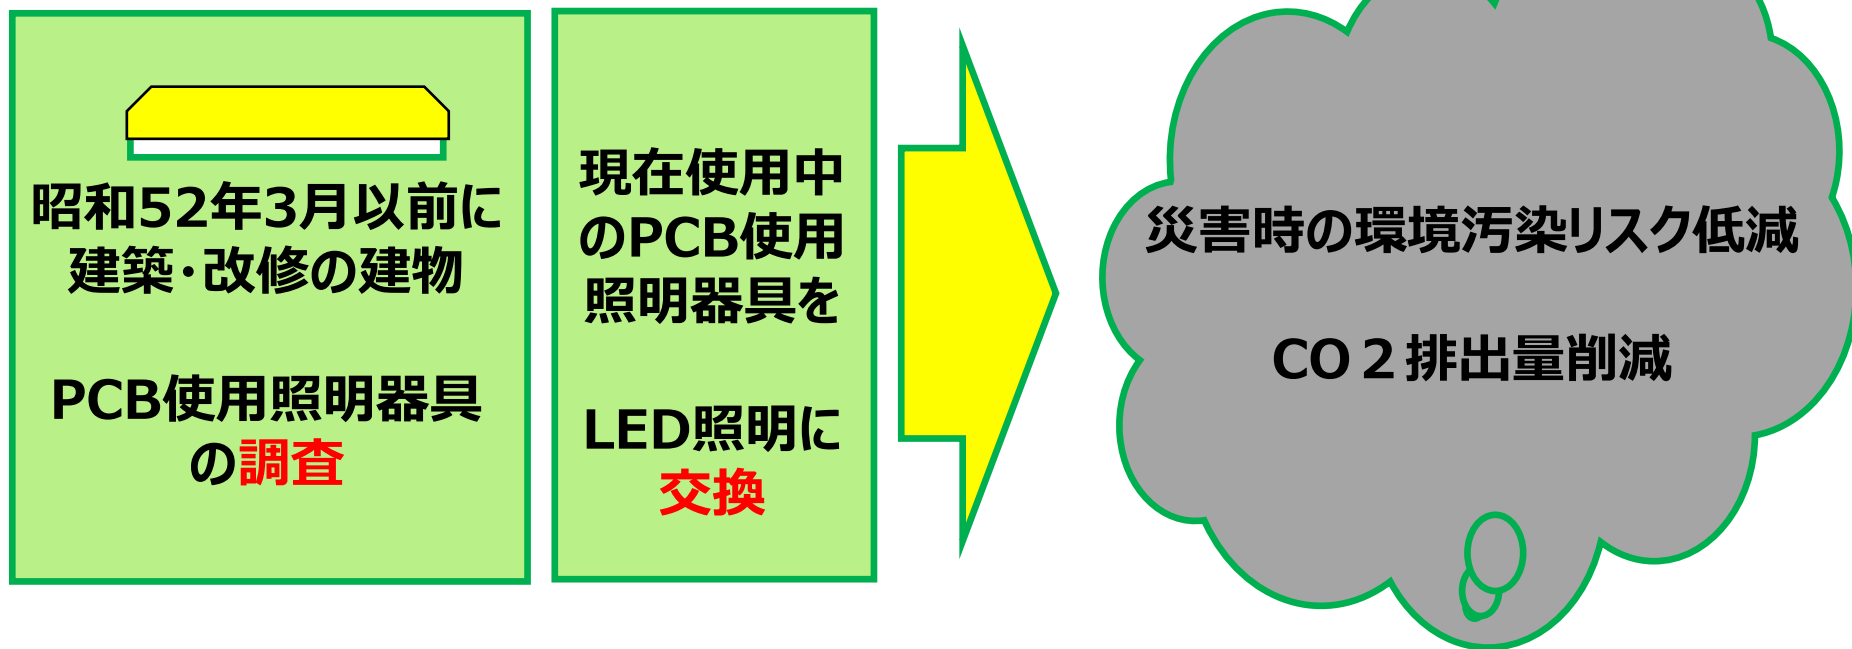 昭和52年3月以前に
建築・改修の建物
PCB使用照明器具
の調査
現在使用中
のPCB使用
照明器具を
LED照明に
交換
災害時の環境汚染リスク低減
CO２排出量削減